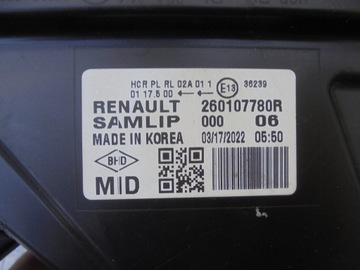 HCR PL RL 02A 01 1 E13 36239
01 17.5 00
RENAULT 260107780R
SAMLIP 000 06
MADE IN KOREA 03/17/2022 05:50
BHD
MID